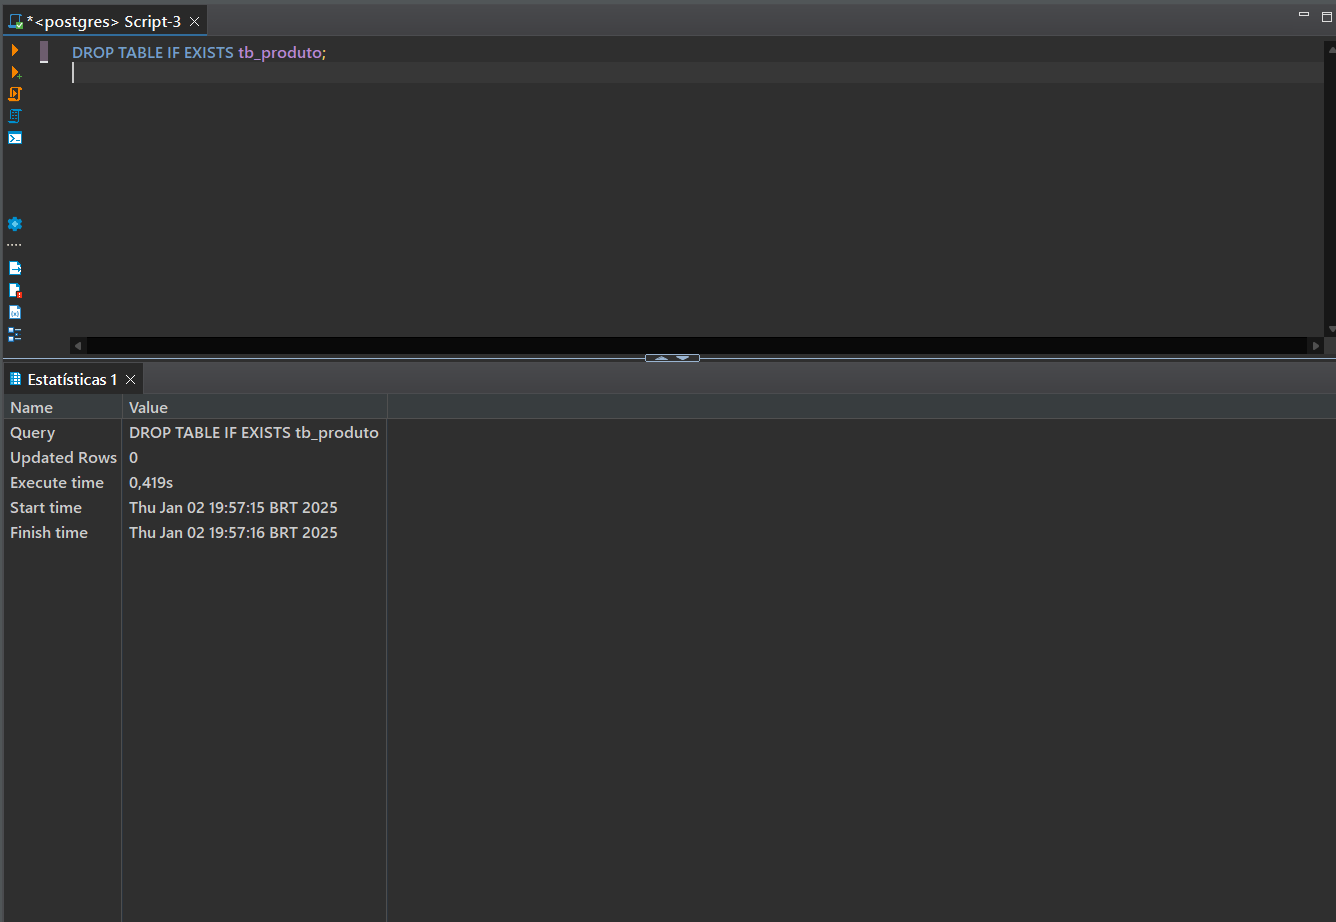 *<postgres> Script-3
DROP TABLE IF EXISTS tb_produto;
Estatísticas 1
Name Value
Query DROP TABLE IF EXISTS tb_produto
Updated Rows 0
Execute time 0,419s
Start time Thu Jan 02 19:57:15 BRT 2025
Finish time Thu Jan 02 19:57:16 BRT 2025